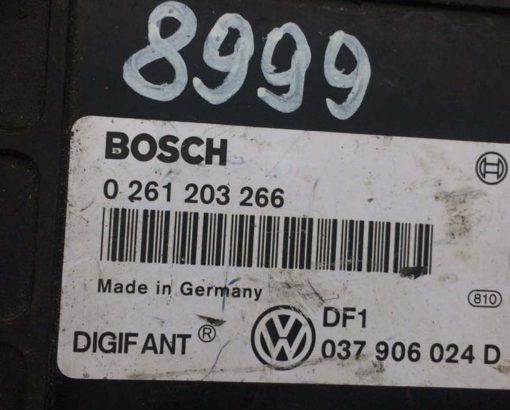 8999
BOSCH
0 261 203 266
Made in Germany
810
DIGIFANT®
DF1
037 906 024 D